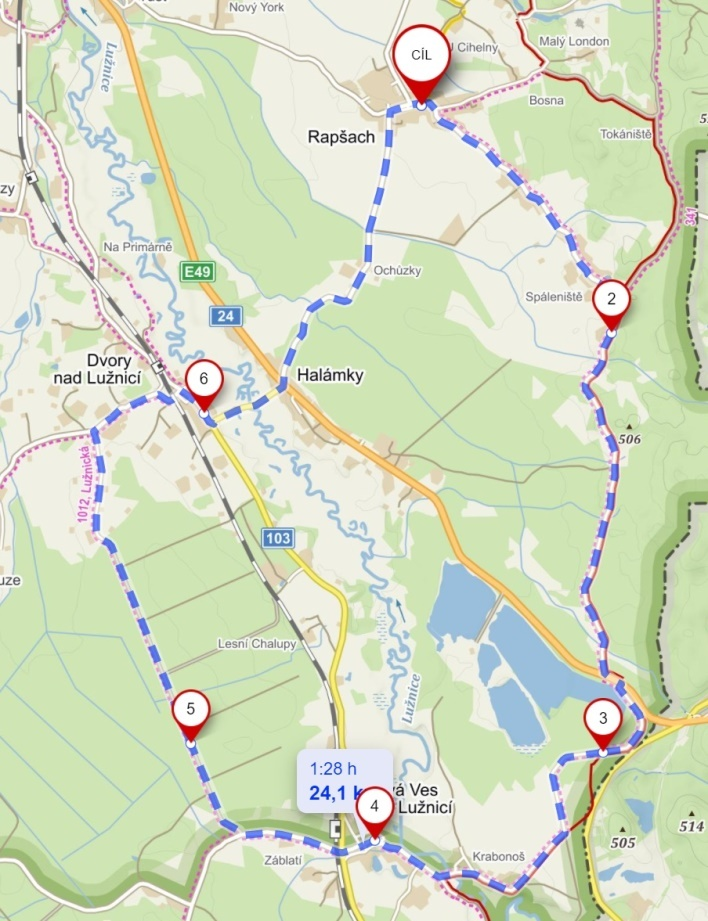 Nový York
U Cihelny
Malý London
CÍL
Lužnice
Bosna
Rapšach
Tokániště
zy
341
Na Primárně
E49
Ochůzky
Spáleniště
2
24
Dvory
nad Lužnicí
6
Halámky
506
1012, Lužnická
103
uze
Lesní Chalupy
Lužnice
5
3
1:28 h
24,1
Ves
Lužnicí
4
Záblatí
Krabonoš
505
514